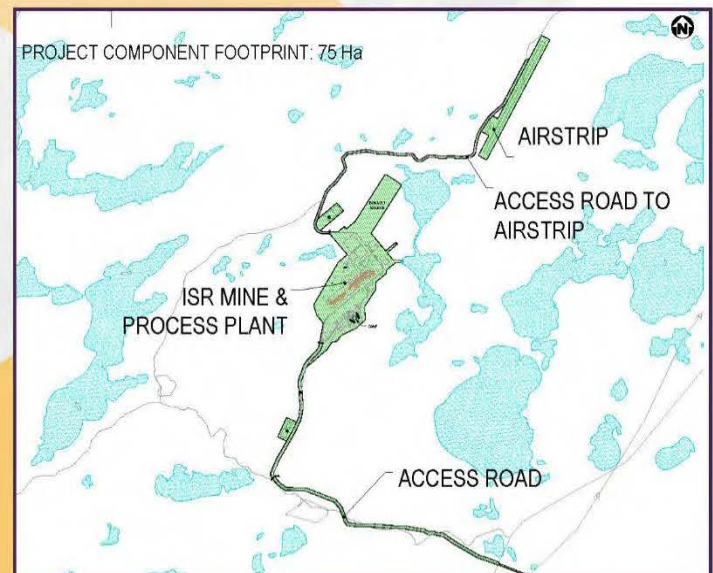 PROJECT COMPONENT FOOTPRINT: 75 Ha
N
AIRSTRIP
ACCESS ROAD TO
AIRSTRIP
ISR MINE &
PROCESS PLANT
ACCESS ROAD